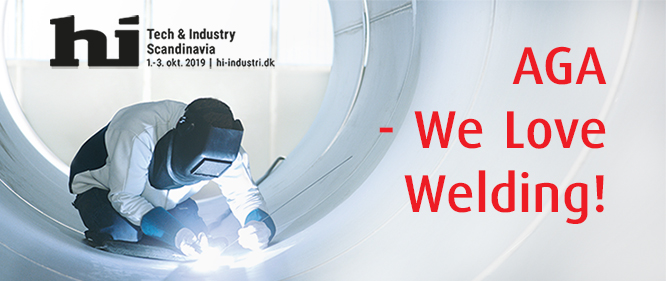 hi
Tech & Industry
Scandinavia
1.-3. okt. 2019 | hi-industri.dk
AGA
- We Love
Welding!